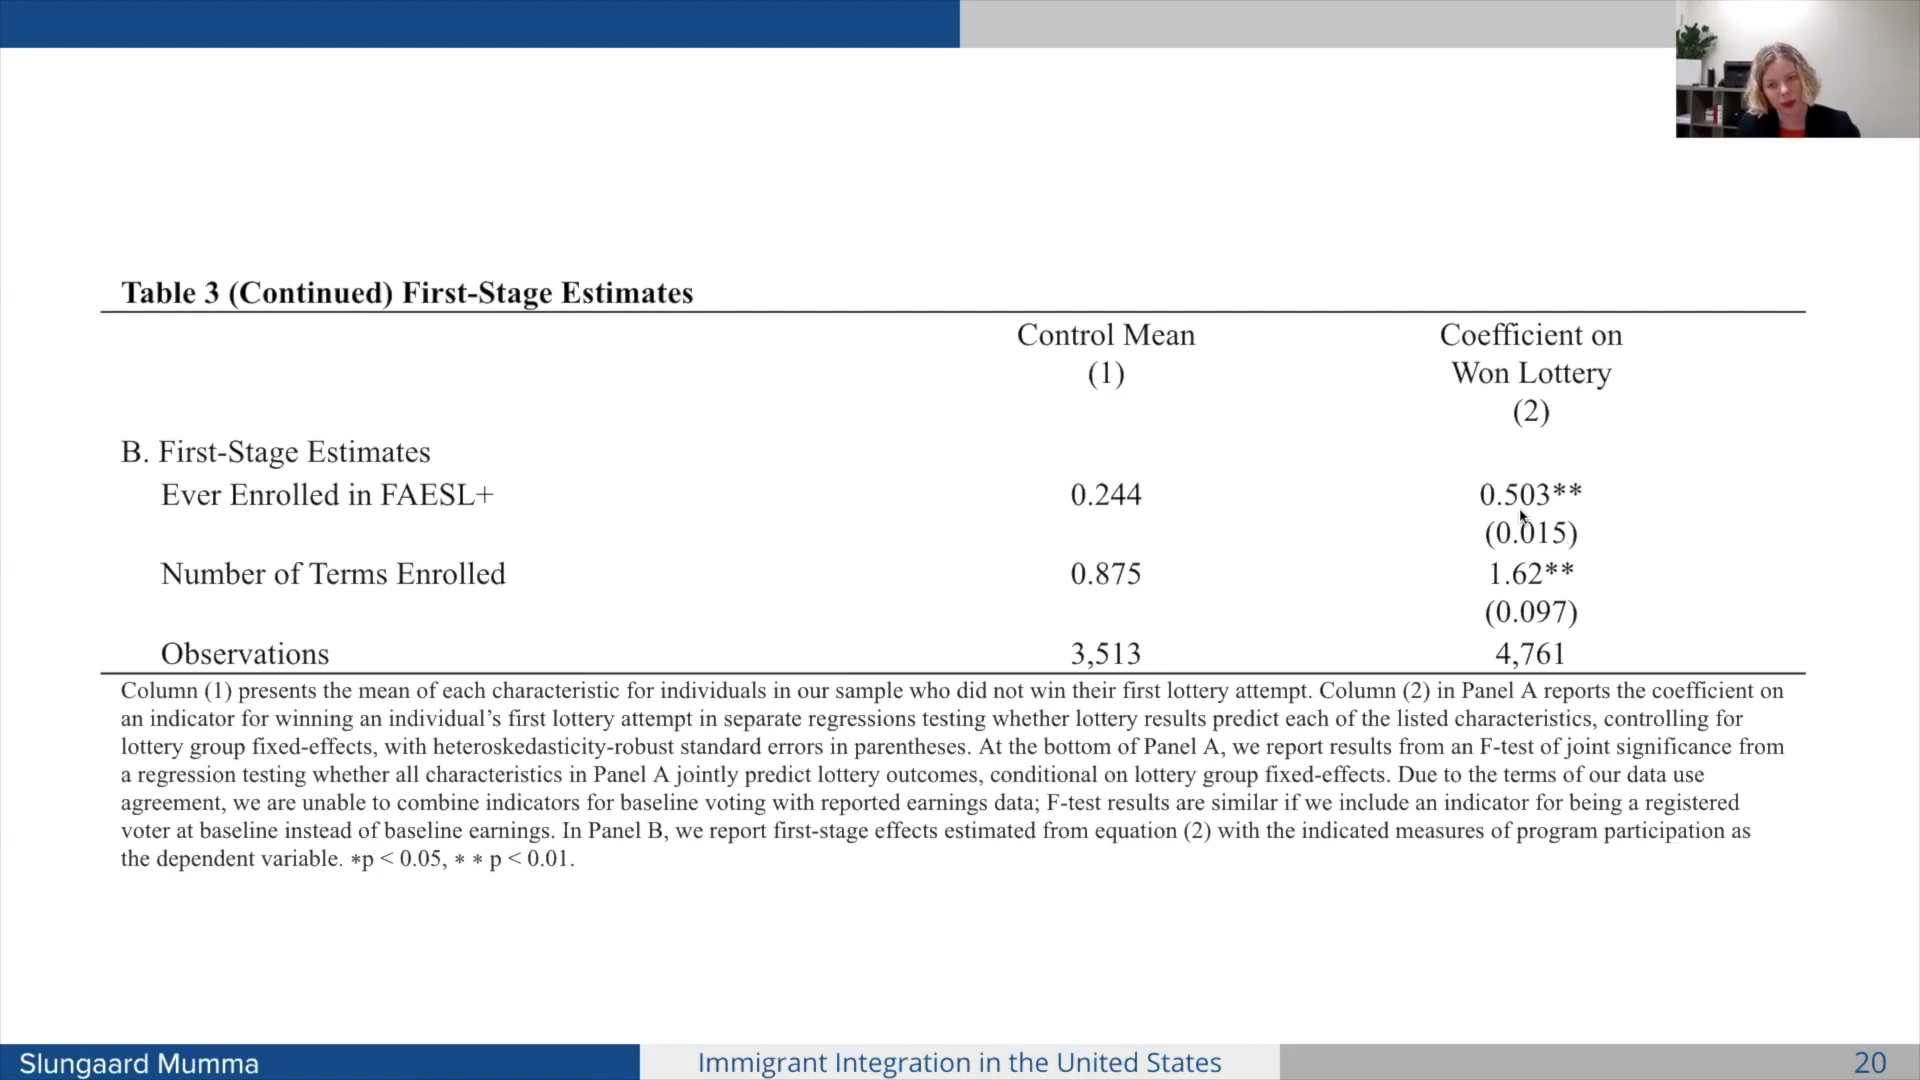 Table 3 (Continued) First-Stage Estimates
Control Mean
(1)
Coefficient on
Won Lottery
(2)
B. First-Stage Estimates
Ever Enrolled in FAESL+ 0.244 0.503**
(0.015)
Number of Terms Enrolled 0.875 1.62**
(0.097)
Observations 3,513 4,761
Column (1) presents the mean of each characteristic for individuals in our sample who did not win their first lottery attempt. Column (2) in Panel A reports the coefficient on
an indicator for winning an individual’s first lottery attempt in separate regressions testing whether lottery results predict each of the listed characteristics, controlling for
lottery group fixed-effects, with heteroskedasticity-robust standard errors in parentheses. At the bottom of Panel A, we report results from an F-test of joint significance from
a regression testing whether all characteristics in Panel A jointly predict lottery outcomes, conditional on lottery group fixed-effects. Due to the terms of our data use
agreement, we are unable to combine indicators for baseline voting with reported earnings data; F-test results are similar if we include an indicator for being a registered
voter at baseline instead of baseline earnings. In Panel B, we report first-stage effects estimated from equation (2) with the indicated measures of program participation as
the dependent variable. ∗p < 0.05, ∗ ∗ p < 0.01.
Slungaard Mumma
Immigrant Integration in the United States
20